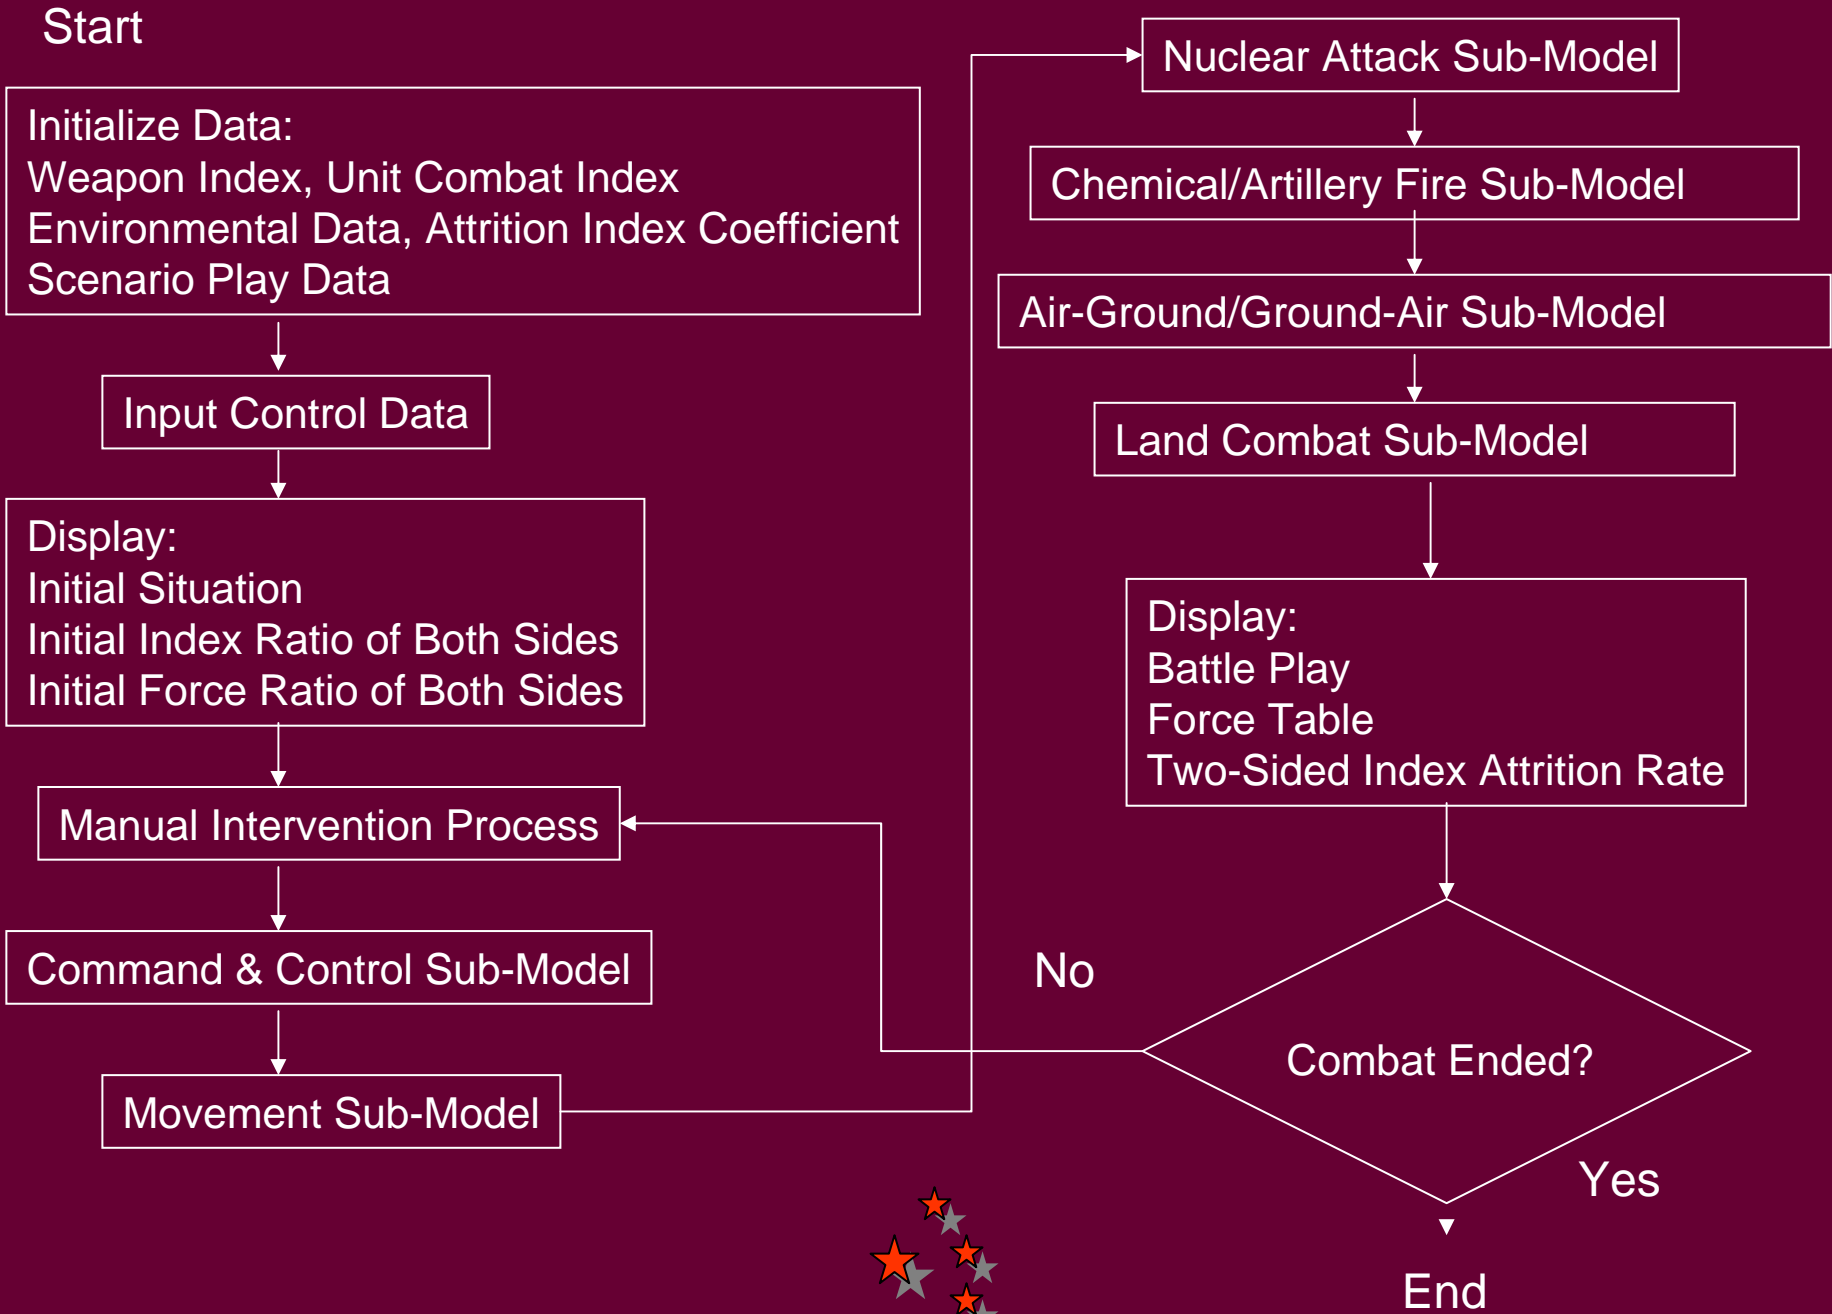 Start
Initialize Data:
Weapon Index, Unit Combat Index
Environmental Data, Attrition Index Coefficient
Scenario Play Data
Input Control Data
Display:
Initial Situation
Initial Index Ratio of Both Sides
Initial Force Ratio of Both Sides
Manual Intervention Process
Command & Control Sub-Model
Movement Sub-Model
Nuclear Attack Sub-Model
Chemical/Artillery Fire Sub-Model
Air-Ground/Ground-Air Sub-Model
Land Combat Sub-Model
Display:
Battle Play
Force Table
Two-Sided Index Attrition Rate
No
Combat Ended?
Yes
End